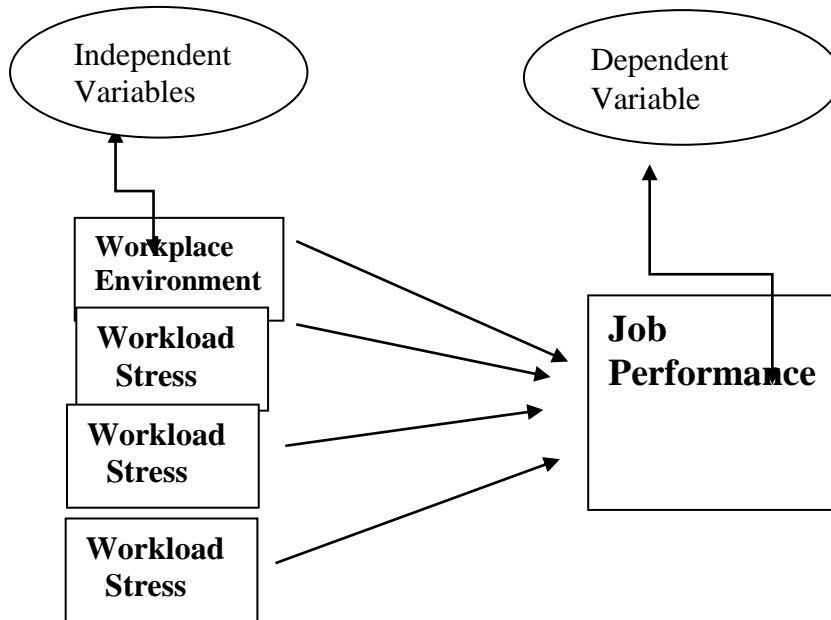 Independent
Variables
Dependent
Variable
Workplace
Environment
Workload
Stress
Workload
Stress
Workload
Stress
Job
Performance